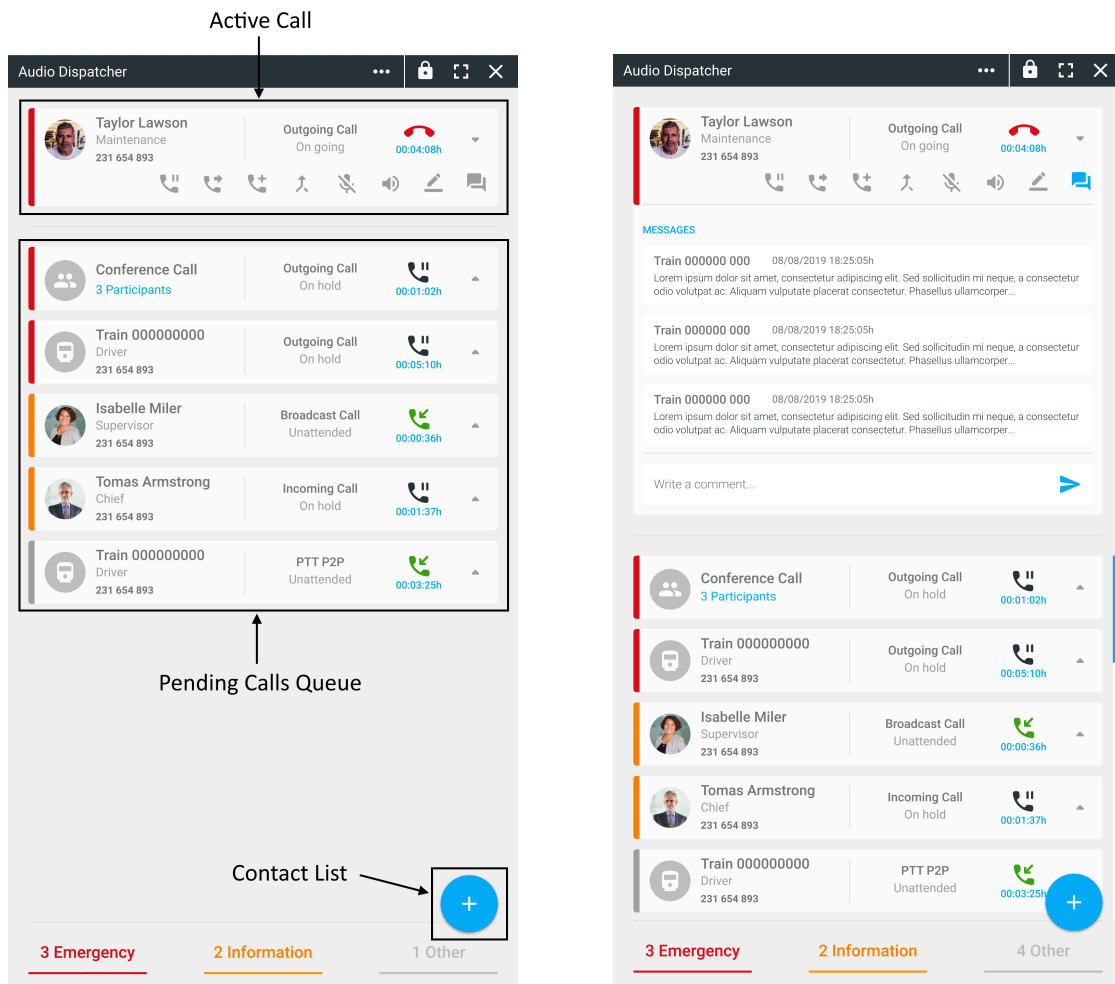 Active Call
Audio Dispatcher
Taylor Lawson
Maintenance
231 654 893
Outgoing Call
On going
00:04:08h
Conference Call
3 Participants
Outgoing Call
On hold
00:01:02h
Train 000000000
Driver
231 654 893
Outgoing Call
On hold
00:05:10h
Isabelle Miler
Supervisor
231 654 893
Broadcast Call
Unattended
00:00:36h
Tomas Armstrong
Chief
231 654 893
Incoming Call
On hold
00:01:37h
Train 000000000
Driver
231 654 893
PTT P2P
Unattended
00:03:25h
Pending Calls Queue
Contact List
3 Emergency
2 Information
1 Other
Audio Dispatcher
Taylor Lawson
Maintenance
231 654 893
Outgoing Call
On going
00:04:08h
MESSAGES
Train 000000 000 08/08/2019 18:25:05h
Lorem ipsum dolor sit amet, consectetur adipiscing elit. Sed sollicitudin mi neque, a consectetur
odio volutpat ac. Aliquam vulputate placerat consectetur. Phasellus ullamcorper...
Train 000000 000 08/08/2019 18:25:05h
Lorem ipsum dolor sit amet, consectetur adipiscing elit. Sed sollicitudin mi neque, a consectetur
odio volutpat ac. Aliquam vulputate placerat consectetur. Phasellus ullamcorper...
Train 000000 000 08/08/2019 18:25:05h
Lorem ipsum dolor sit amet, consectetur adipiscing elit. Sed sollicitudin mi neque, a consectetur
odio volutpat ac. Aliquam vulputate placerat consectetur. Phasellus ullamcorper...
Write a comment...
Conference Call
3 Participants
Outgoing Call
On hold
00:01:02h
Train 000000000
Driver
231 654 893
Outgoing Call
On hold
00:05:10h
Isabelle Miler
Supervisor
231 654 893
Broadcast Call
Unattended
00:00:36h
Tomas Armstrong
Chief
231 654 893
Incoming Call
On hold
00:01:37h
Train 000000000
Driver
231 654 893
PTT P2P
Unattended
00:03:25h
3 Emergency
2 Information
4 Other